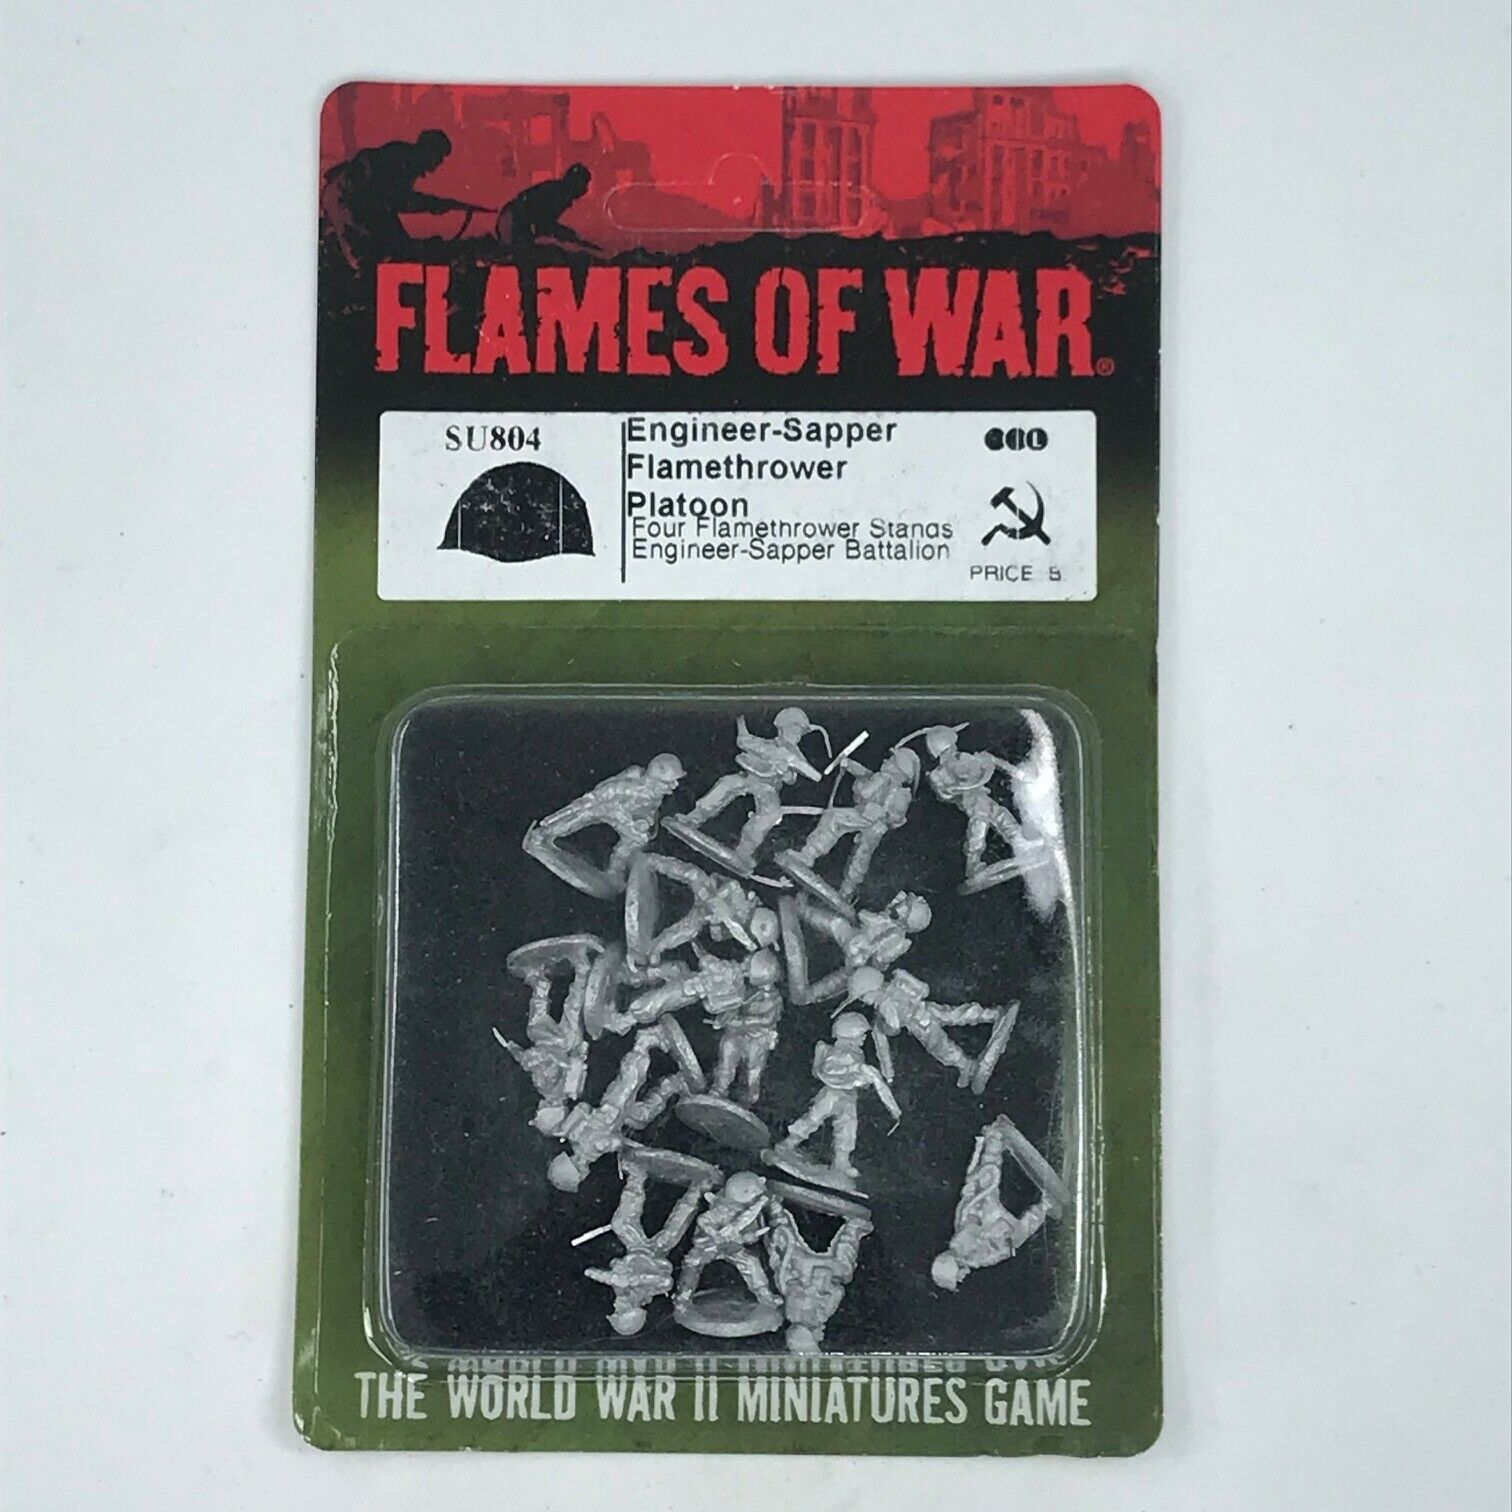 FLAMES OF WAR®
SU804
Engineer-Sapper
Flamethrower
Platoon
Four Flamethrower Stands
Engineer-Sapper Battalion
PRICE
THE WORLD WAR II MINIATURES GAME